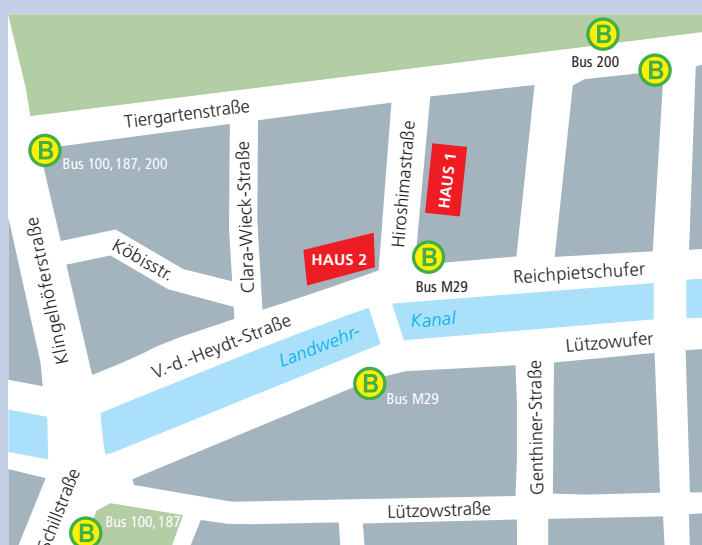 B
Bus 200
B
Tiergartenstraße
B
Bus 100, 187, 200
Hiroshimastraße
HAUS 1
Clara-Wieck-Straße
Köbisstr.
Klingelhöferstraße
HAUS 2
B
Bus M29
Reichpietschufer
V.-d.-Heydt-Straße
Landwehr-
Kanal
Lützowufer
B
Bus M29
Genthiner-Straße
Schillstraße
Lützowstraße
B
Bus 100, 187